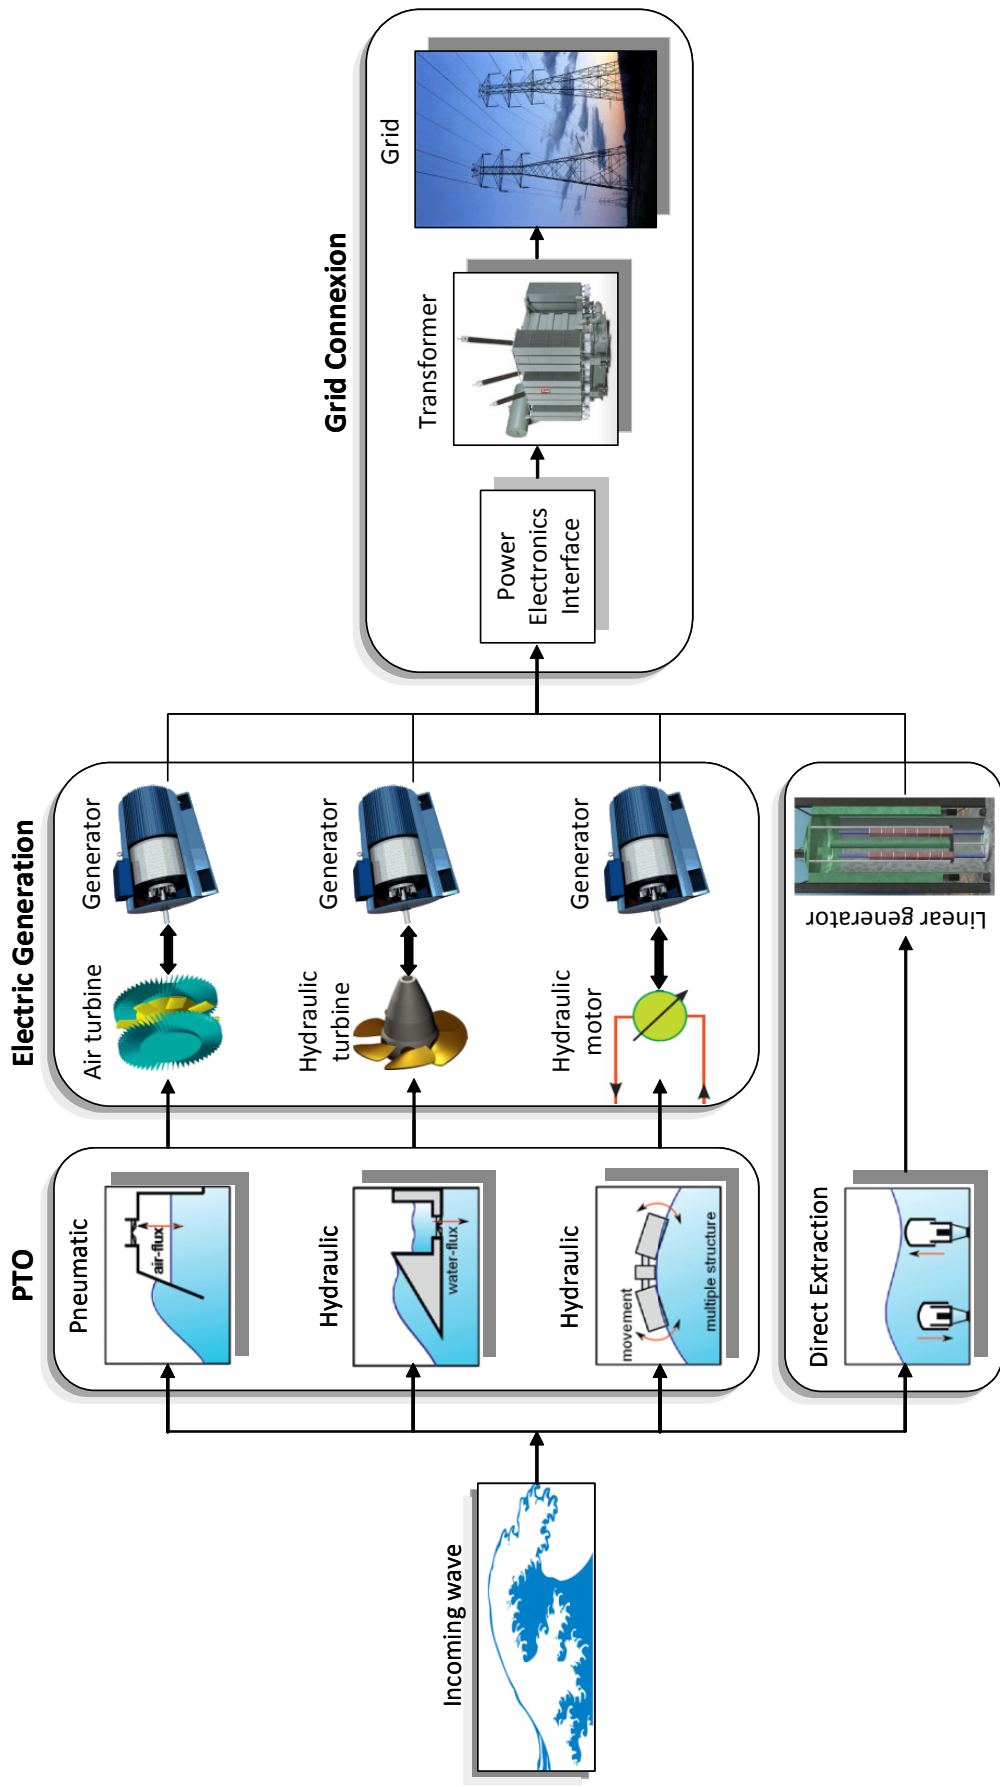 Incoming wave
PTO
Pneumatic
air-flux
Hydraulic
water-flux
Hydraulic
movement
multiple structure
Direct Extraction
Electric Generation
Air turbine
Generator
Hydraulic
turbine
Generator
Hydraulic
motor
Generator
Linear generator
Grid Connexion
Power
Electronics
Interface
Transformer
Grid